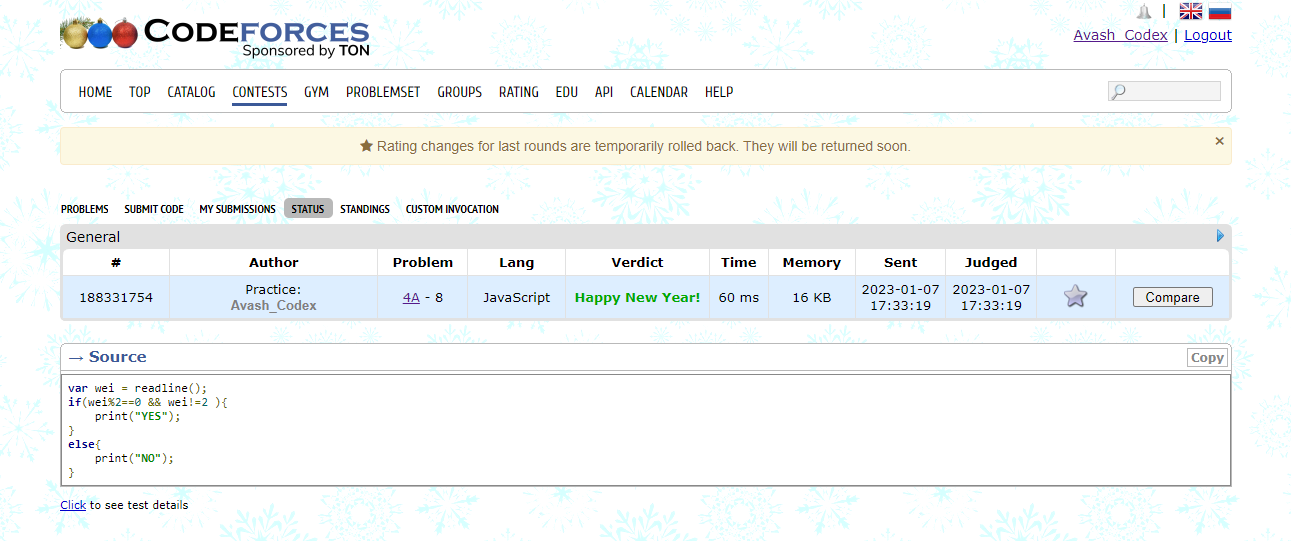 CODEFORCES
Sponsored by TON
|
Avash_Codex | Logout
HOME TOP CATALOG CONTESTS GYM PROBLEMSET GROUPS RATING EDU API CALENDAR HELP
Rating changes for last rounds are temporarily rolled back. They will be returned soon. ×
PROBLEMS SUBMIT CODE MY SUBMISSIONS STATUS STANDINGS CUSTOM INVOCATION
General
# Author Problem Lang Verdict Time Memory Sent Judged
188331754 Practice: Avash_Codex 4A - 8 JavaScript Happy New Year! 60 ms 16 KB 2023-01-07 17:33:19 2023-01-07 17:33:19 Compare
→ Source Copy
var wei = readline();
if(wei%2==0 && wei!=2 ){
    print("YES");
}
else{
    print("NO");
}
Click to see test details